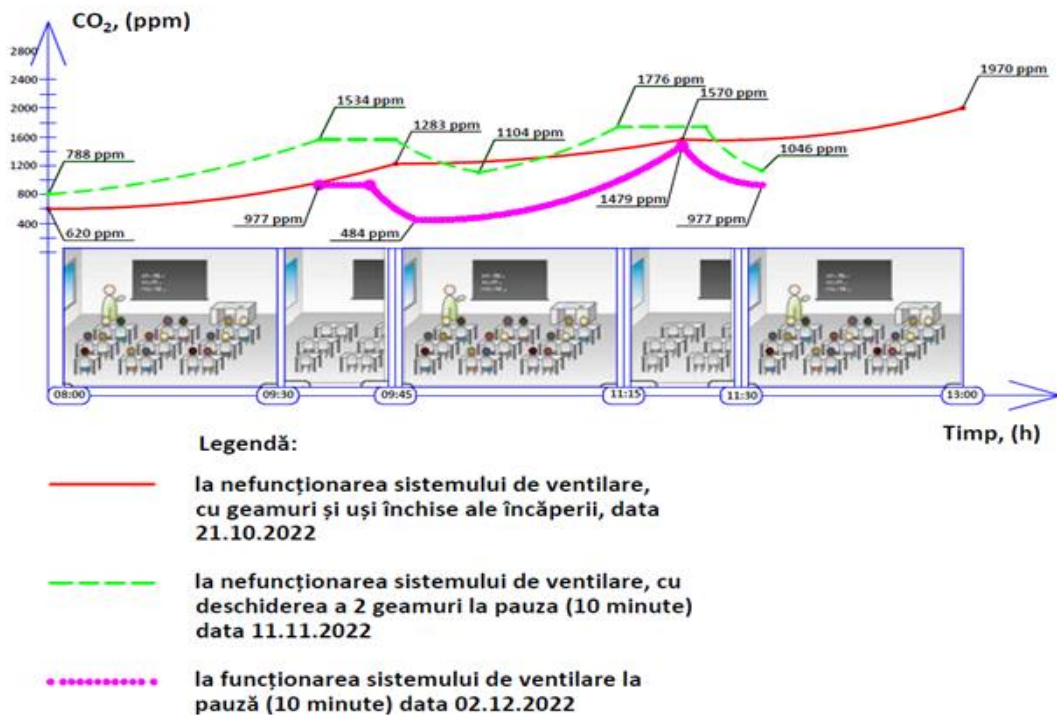 CO₂, (ppm)
2800
2400
2000
1600
1200
800
400
788 ppm
620 ppm
1534 ppm
977 ppm
1283 ppm
484 ppm
1104 ppm
1776 ppm
1570 ppm
1479 ppm
977 ppm
1046 ppm
1970 ppm
08:00
09:30
09:45
11:15
11:30
13:00
Timp, (h)
Legendă:
la nefuncționarea sistemului de ventilare,
cu geamuri și uși închise ale încăperii, data
21.10.2022
la nefuncționarea sistemului de ventilare, cu
deschiderea a 2 geamuri la pauza (10 minute)
data 11.11.2022
la funcționarea sistemului de ventilare la
pauză (10 minute) data 02.12.2022